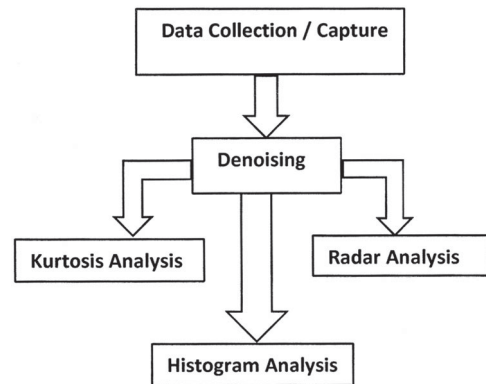 Data Collection / Capture
Denoising
Kurtosis Analysis
Radar Analysis
Histogram Analysis